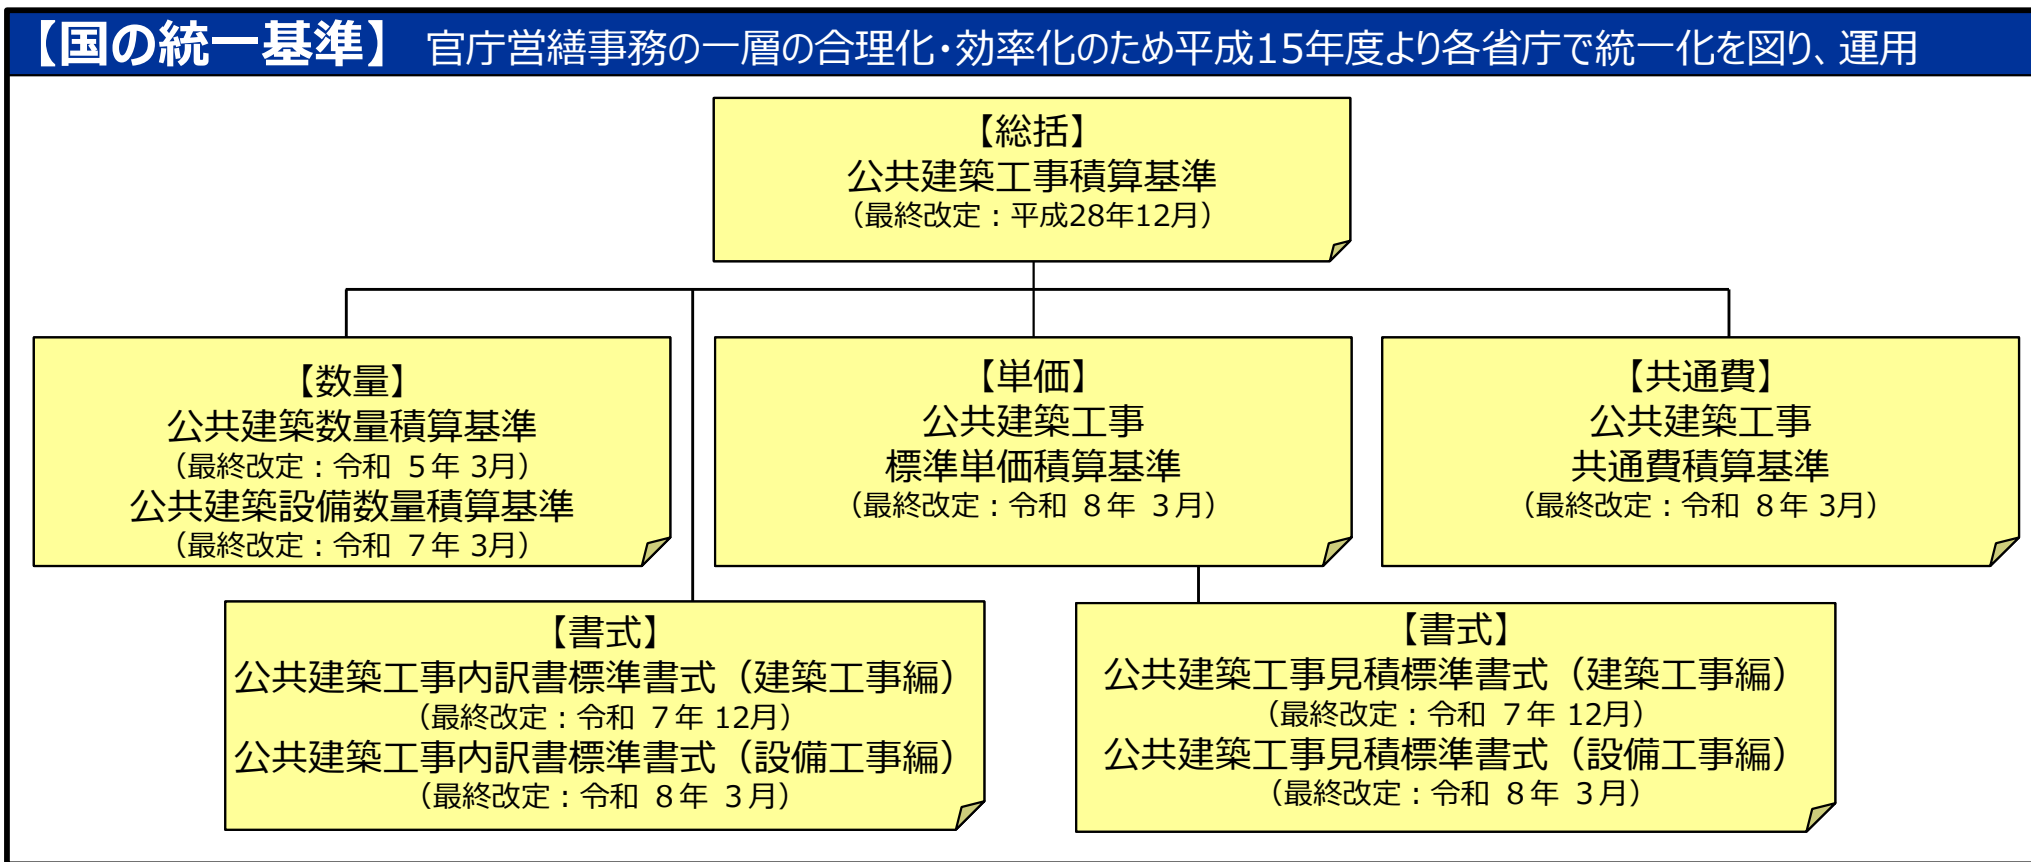 【国の統一基準】 官庁営繕事務の一層の合理化・効率化のため平成15年度より各省庁で統一化を図り、運用
【総括】
公共建築工事積算基準
（最終改定：平成28年12月）
【数量】
公共建築数量積算基準
（最終改定：令和 ５年 3月）
公共建築設備数量積算基準
（最終改定：令和 ７年 3月）
【単価】
公共建築工事
標準単価積算基準
（最終改定：令和 ８年 ３月）
【共通費】
公共建築工事
共通費積算基準
（最終改定：令和 ８年 3月）
【書式】
公共建築工事内訳書標準書式（建築工事編）
（最終改定：令和 ７年 12月）
公共建築工事内訳書標準書式（設備工事編）
（最終改定：令和 ８年 ３月）
【書式】
公共建築工事見積標準書式（建築工事編）
（最終改定：令和 ７年 12月）
公共建築工事見積標準書式（設備工事編）
（最終改定：令和 ８年 ３月）